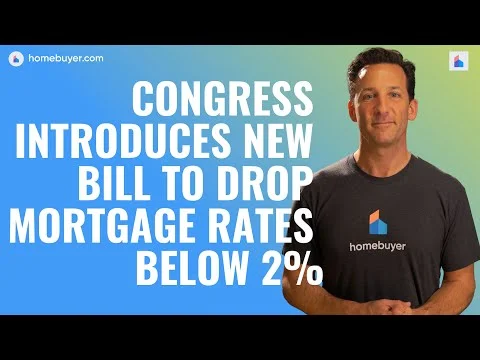 homebuyer.com
CONGRESS
INTRODUCES NEW
BILL TO DROP
MORTGAGE RATES
BELOW 2%
homebuyer